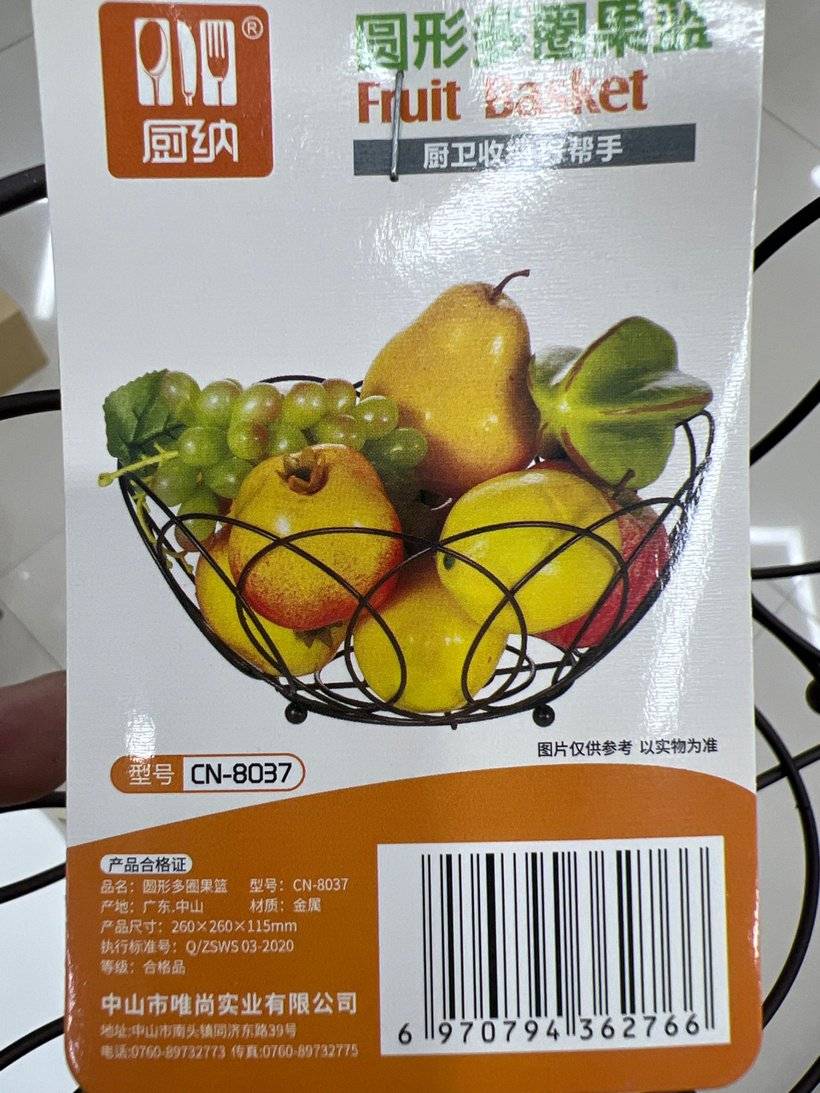 ®
厨纳
圆形多圈果篮
Fruit Basket
厨卫收纳好帮手
图片仅供参考 以实物为准
型号 CN-8037
产品合格证
品名：圆形多圈果篮 型号：CN-8037
产地：广东.中山 材质：金属
产品尺寸：260×260×115mm
执行标准号：Q/ZSWS 03-2020
等级：合格品
中山市唯尚实业有限公司
地址:中山市南头镇同济东路39号
电话:0760-89732773 传真:0760-89732775
6 970794 362766